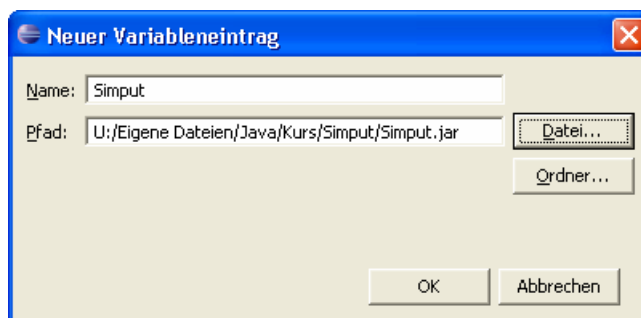 Neuer Variableneintrag
Name: Simput
Pfad: U:/Eigene Dateien/Java/Kurs/Simput/Simput.jar Datei...
Ordner...
OK Abbrechen